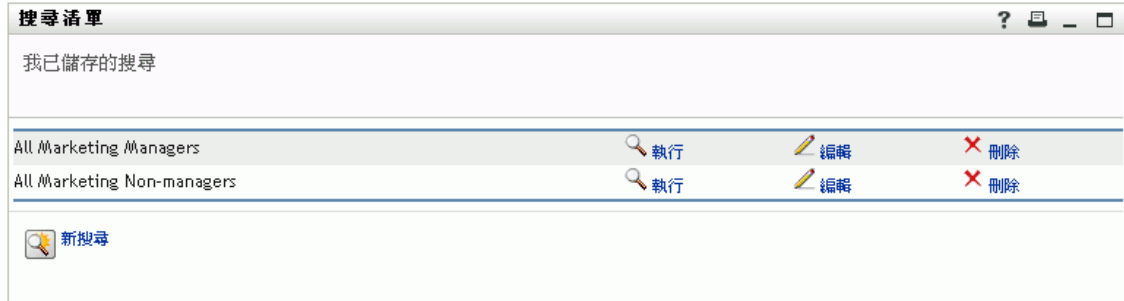 搜尋清單
我已儲存的搜尋
All Marketing Managers 執行 編輯 刪除
All Marketing Non-managers 執行 編輯 刪除
新搜尋